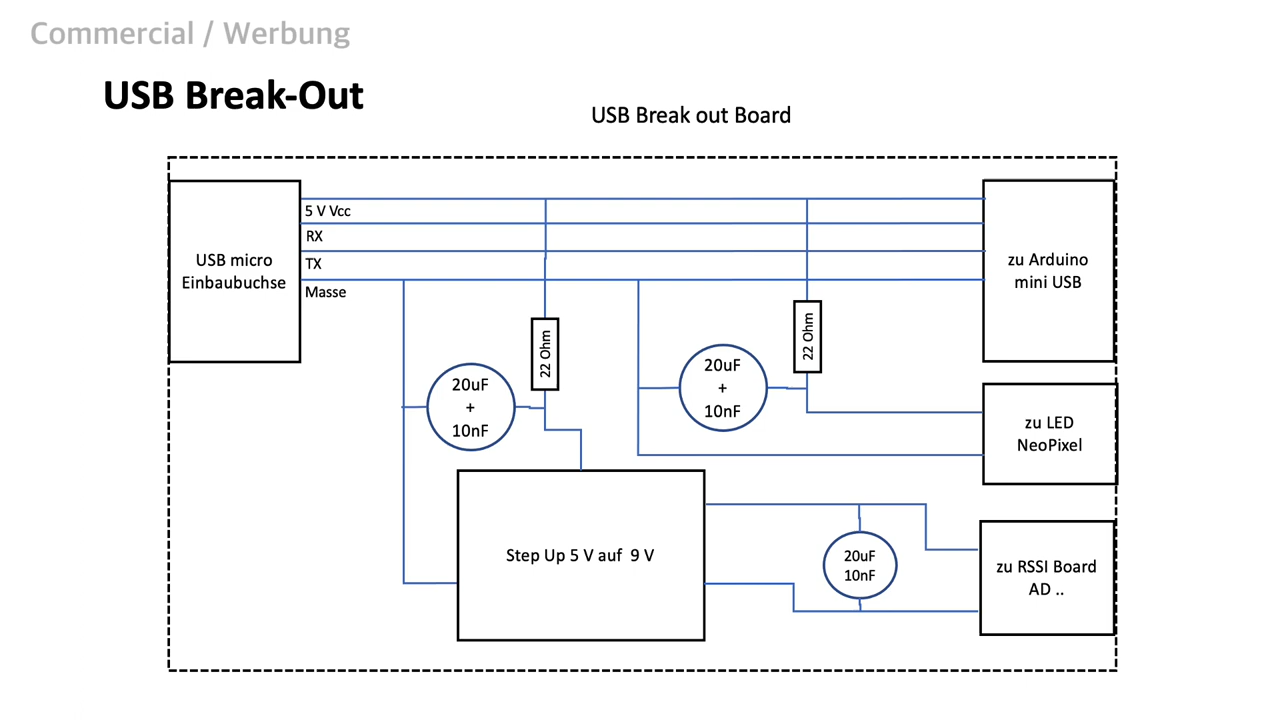 Commercial / Werbung
USB Break-Out
USB Break out Board
USB micro
Einbaubuchse
5 V Vcc
RX
TX
Masse
zu Arduino
mini USB
22 Ohm
22 Ohm
20uF
+
10nF
20uF
+
10nF
zu LED
NeoPixel
Step Up 5 V auf  9 V
20uF
10nF
zu RSSI Board
AD ..